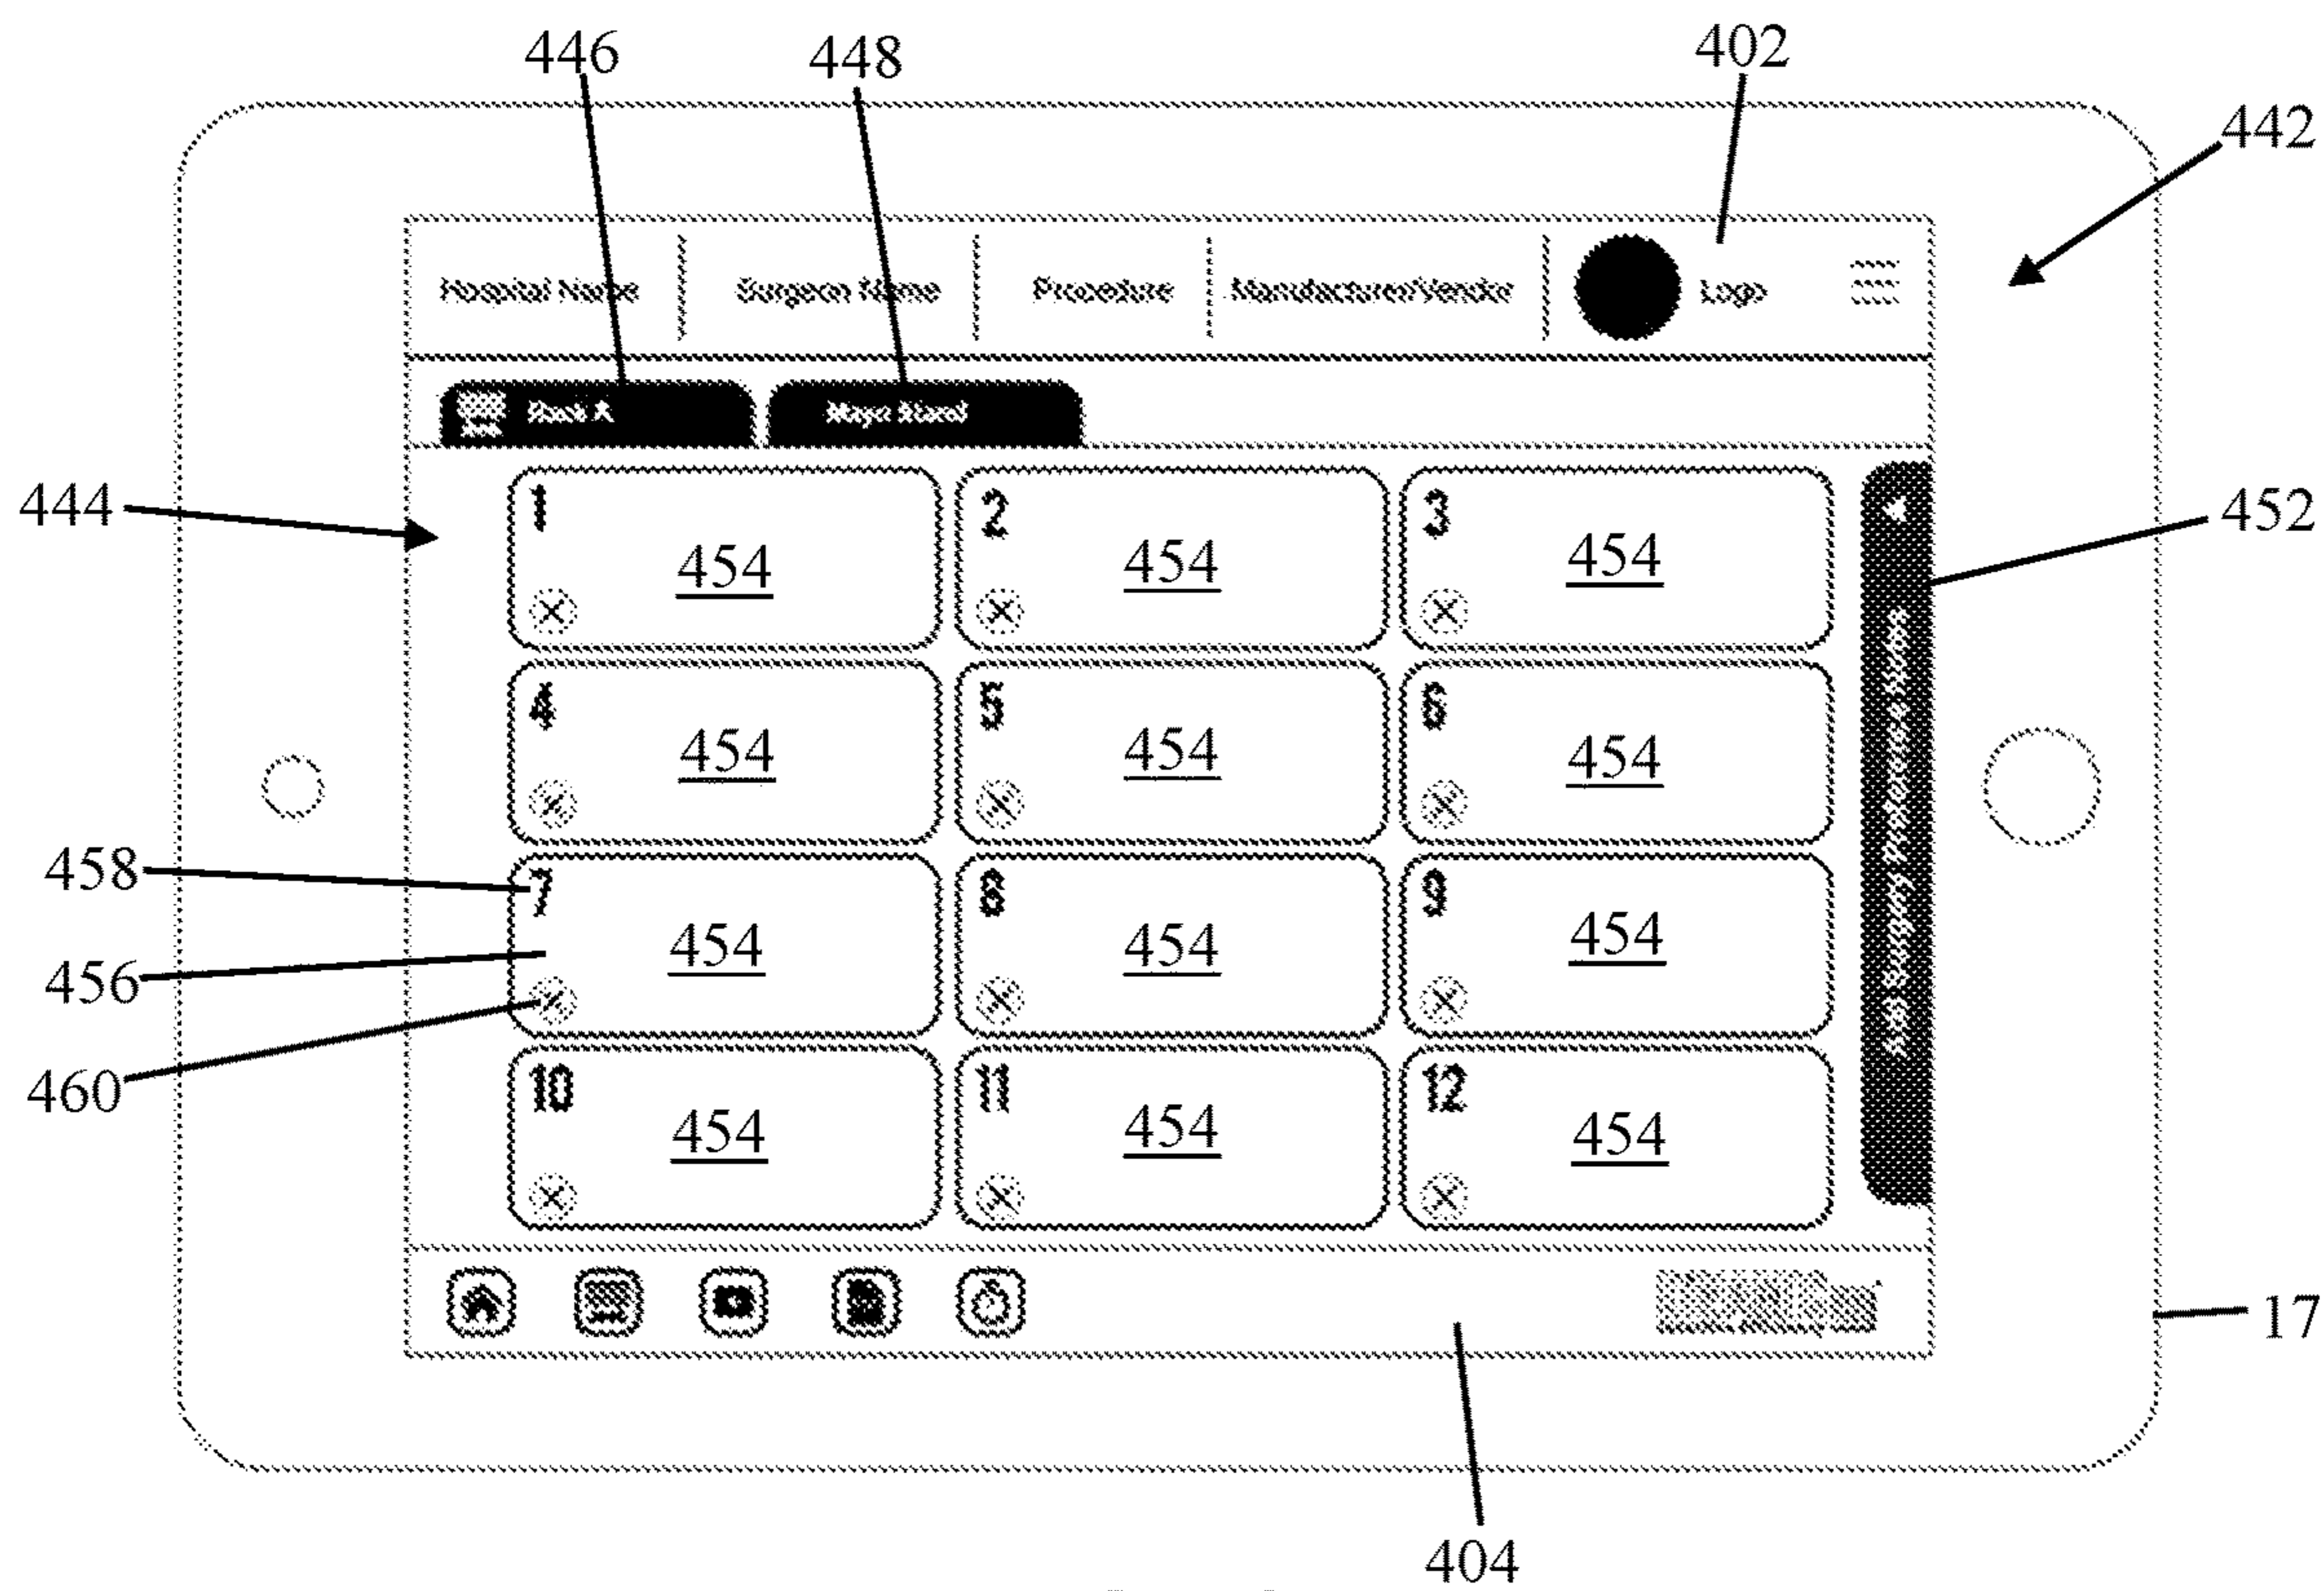 446 448 402
442
Hospital Name Surgeon Name Procedure Manufacturer/Vendor Logo
Rack A Mayo Stand
444
1 454 2 454 3 454
452
4 454 5 454 6 454
458
7 454 8 454 9 454
456
460
10 454 11 454 12 454
17
404